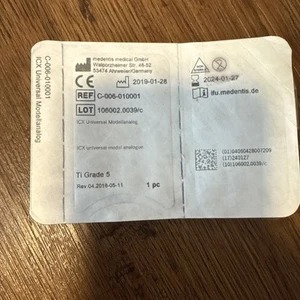 C-006-010001
ICX Universal Modellanalog
medentis medical GmbH
Walporzheimer Str. 48-52
53474 Ahrweiler/Germany
CE
2019-01-28
REF C-006-010001
LOT 106002.0039/c
ICX Universal Modellanalog
ICX universal model analogue
Ti Grade 5
Rev.04.2018-05-11
1 pc
2024-01-27
ifu.medentis.de
(17)240127
(10)106002.0039/c